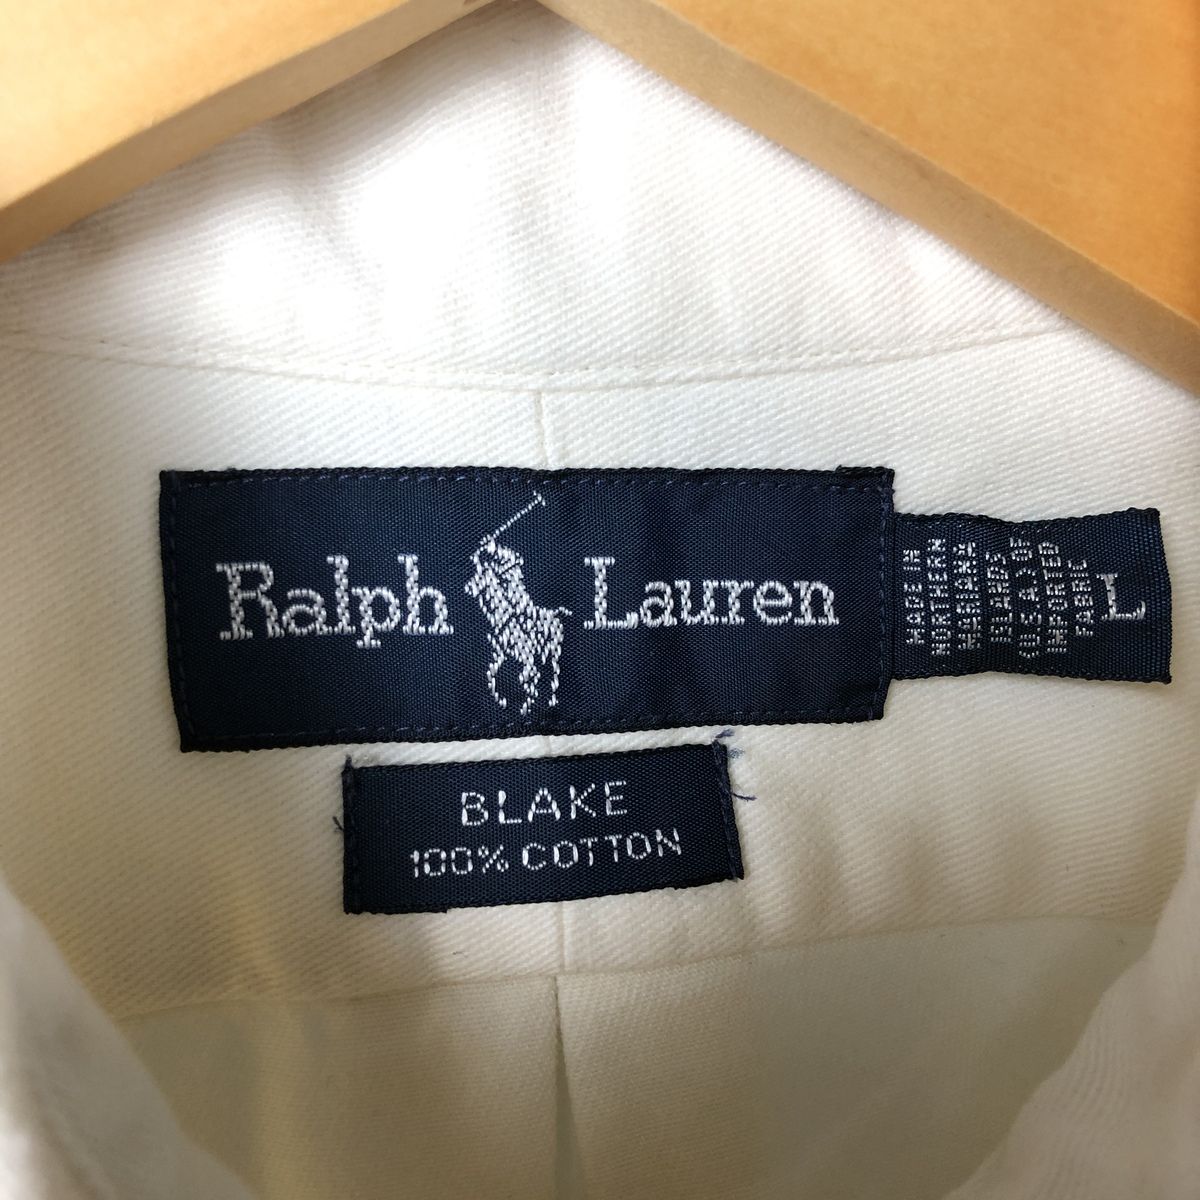 Ralph Lauren
BLAKE
100% COTTON
MADE IN
NORTHERN
MARIANA
ISLANDS
(U.S.A.) OF
IMPORTED
FABRIC
L